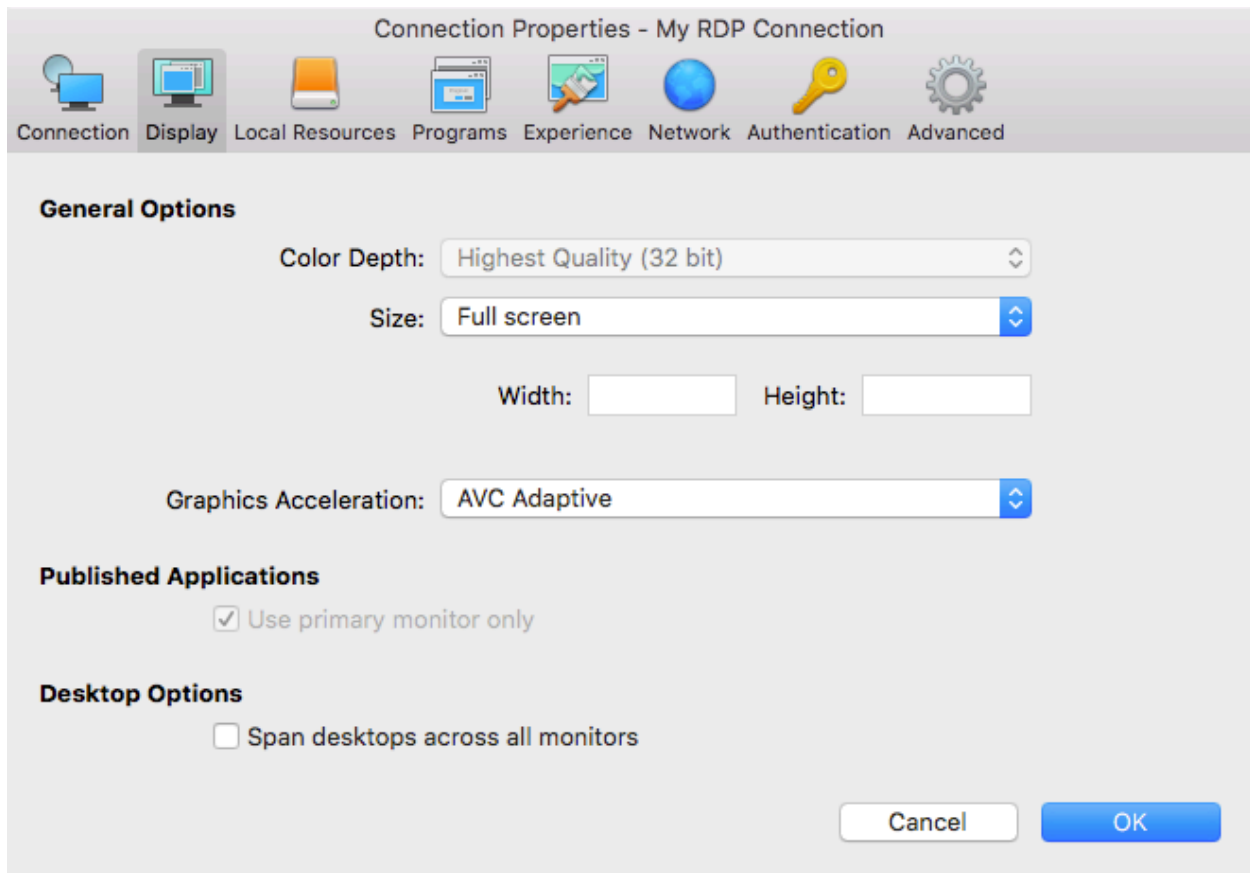 Connection Properties - My RDP Connection
Connection Display Local Resources Programs Experience Network Authentication Advanced
General Options
Color Depth: Highest Quality (32 bit)
Size: Full screen
Width: Height:
Graphics Acceleration: AVC Adaptive
Published Applications
Use primary monitor only
Desktop Options
Span desktops across all monitors
Cancel OK